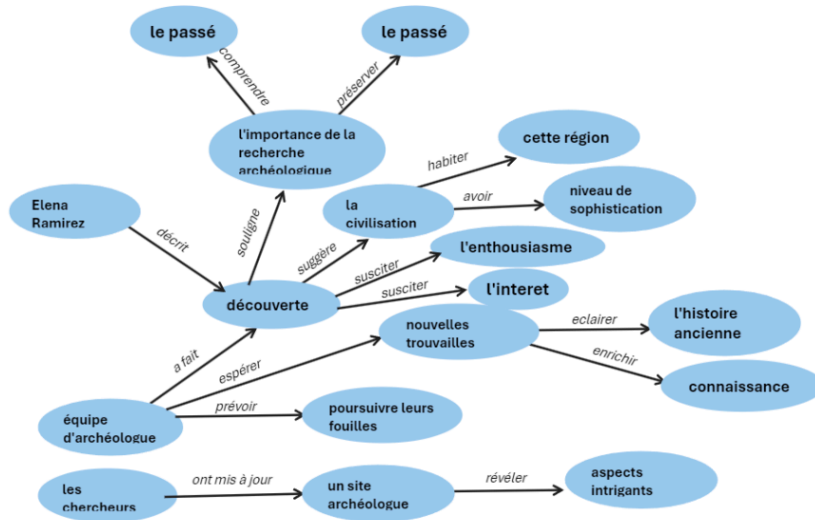 le passé
le passé
comprendre
préserver
l'importance de la
recherche
archéologique
cette région
habiter
Elena
Ramirez
la
civilisation
avoir
niveau de
sophistication
décrit
souligne
suggère
susciter
l'enthousiasme
découverte
susciter
l'interet
nouvelles
trouvailles
eclairer
l'histoire
ancienne
a fait
espérer
enrichir
connaissance
équipe
d'archéologue
prévoir
poursuivre leurs
fouilles
les
chercheurs
ont mis à jour
un site
archéologue
révéler
aspects
intrigants